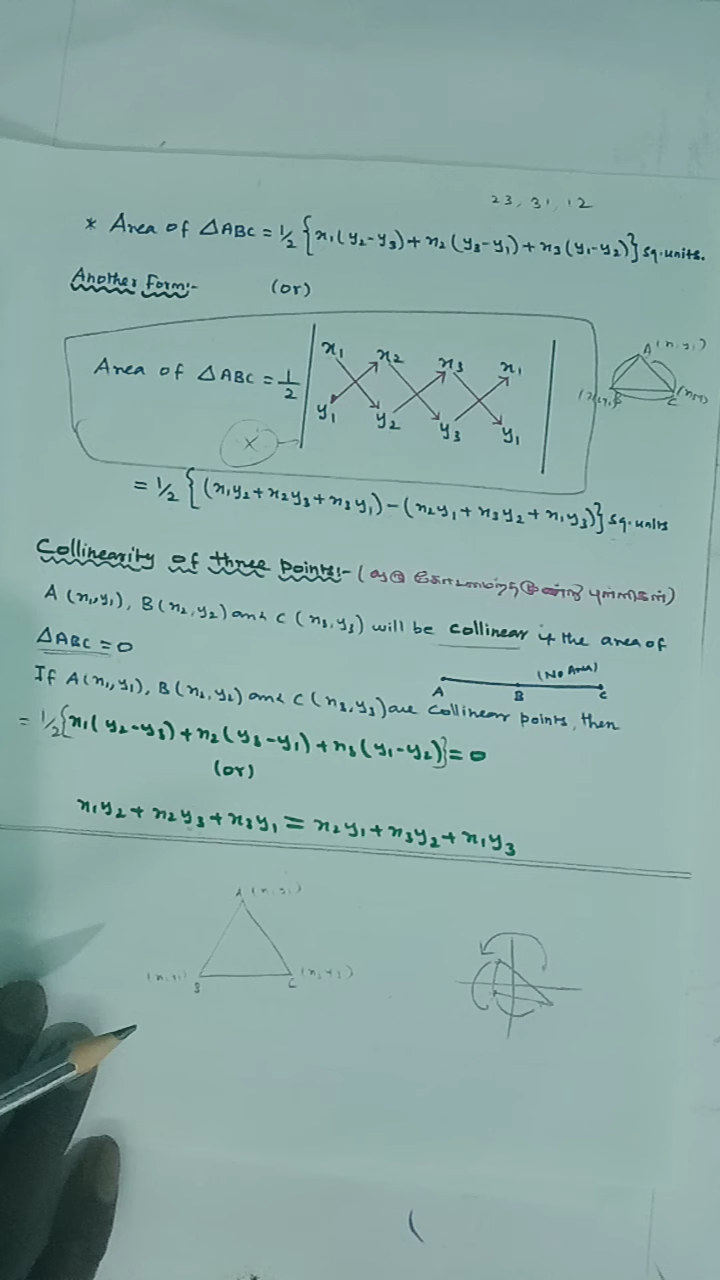 23, 31, 12
* Area of ΔABC = 1/2 {x₁(y₂-y₃)+x₂(y₃-y₁)+x₃(y₁-y₂)} sq.units.
Another Form:- (or)
Area of ΔABC = 1/2 | x₁ x₂ x₃ x₁
y₁ y₂ y₃ y₁ |
X
A (x₁ y₁)
B
C
= 1/2 {(x₁y₂+x₂y₃+x₃y₁)-(x₂y₁+x₃y₂+x₁y₃)} sq.units
Collinearity of three points:- (ஒரு கோடமைந்த மூன்று புள்ளிகள்)
A (x₁,y₁), B(x₂,y₂) and C (x₃,y₃) will be collinear if the area of
ΔABC = 0
(No Area)
A B C
If A(x₁,y₁), B(x₂,y₂) and C(x₃,y₃) are collinear points, then
= 1/2{x₁(y₂-y₃)+x₂(y₃-y₁)+x₃(y₁-y₂)}=0
(or)
x₁y₂+x₂y₃+x₃y₁ = x₂y₁+x₃y₂+x₁y₃
A
B
C